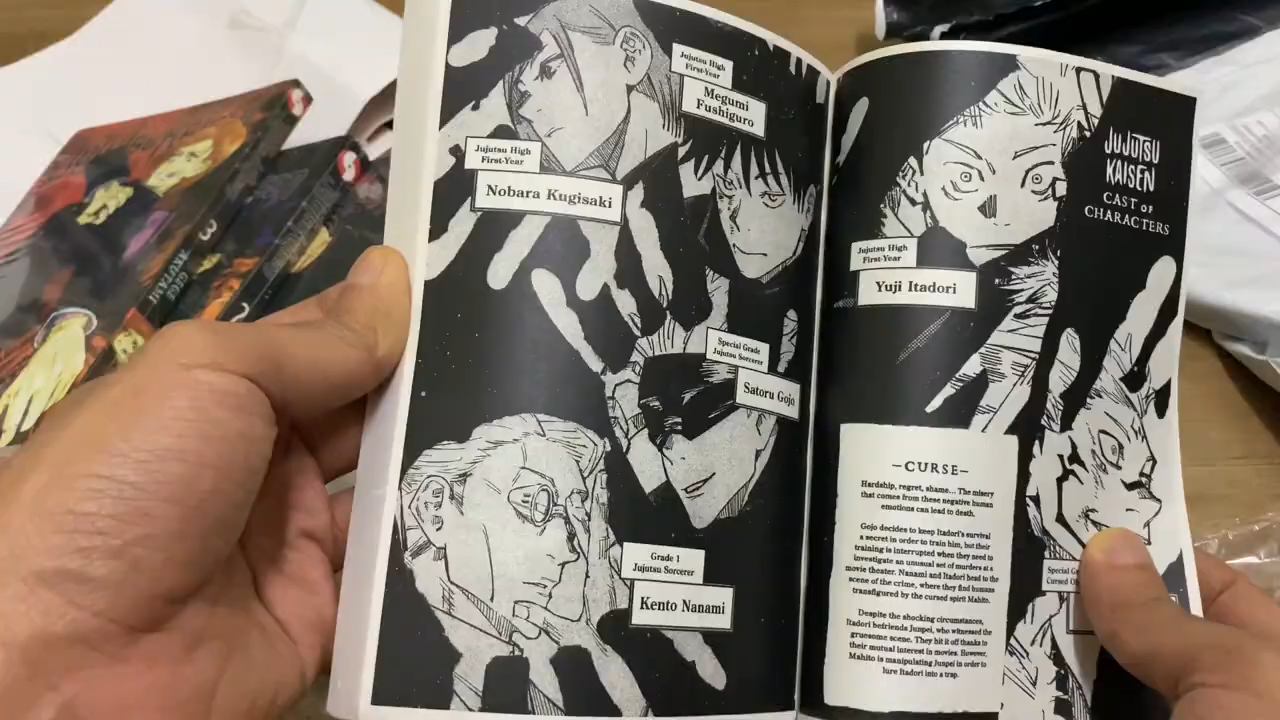 Jujutsu High
First-Year
Megumi
Fushiguro
Jujutsu High
First-Year
Nobara Kugisaki
Special Grade
Jujutsu Sorcerer
Satoru Gojo
Grade 1
Jujutsu Sorcerer
Kento Nanami
JUJUTSU
KAISEN
CAST OF
CHARACTERS
Jujutsu High
First-Year
Yuji Itadori
–CURSE–
Hardship, regret, shame... The misery
that comes from these negative human
emotions can lead to death.
Gojo decides to keep Itadori's survival
a secret in order to train him, but their
training is interrupted when they need to
investigate an unusual set of murders at a
movie theater. Nanami and Itadori head to the
scene of the crime, where they find humans
transfigured by the cursed spirit Mahito.
Despite the shocking circumstances,
Itadori befriends Junpei, who witnessed the
gruesome scene. They hit it off thanks to
their mutual interest in movies. However,
Mahito is manipulating Junpei in order to
lure Itadori into a trap.
Special
Cursed
3
GEGE
AKUTAMI
2